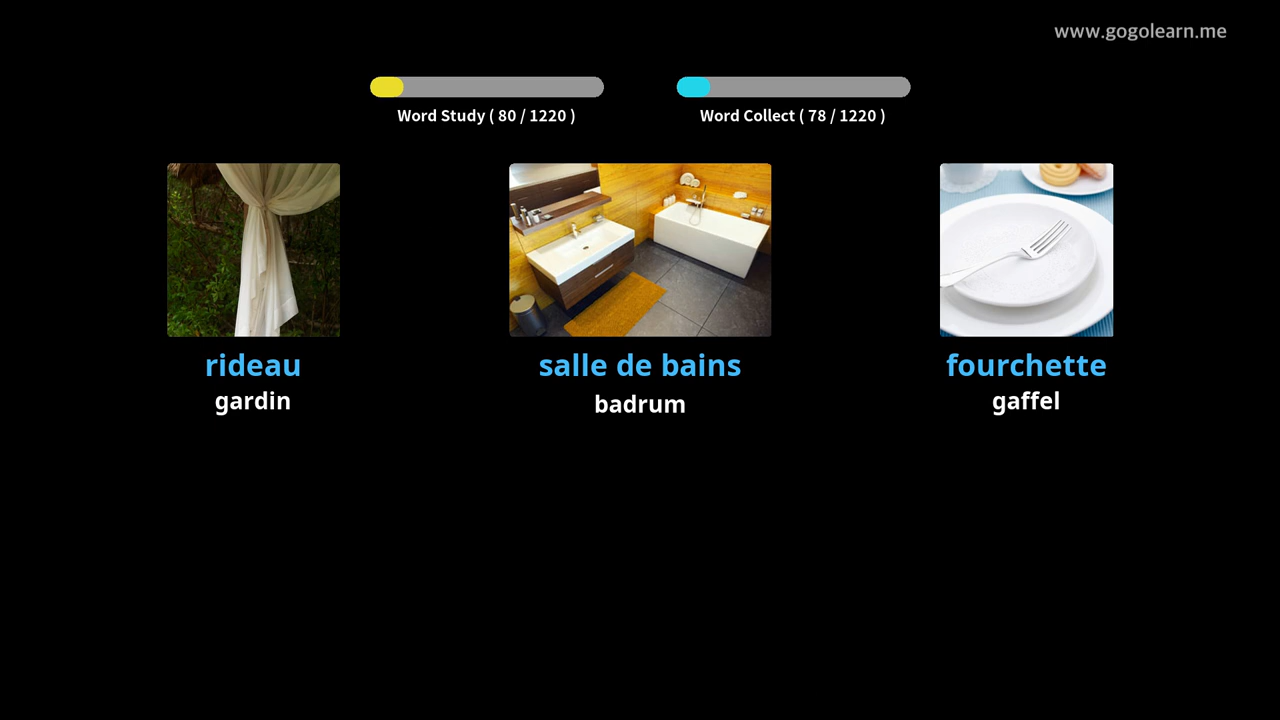 www.gogolearn.me
Word Study ( 80 / 1220 )
Word Collect ( 78 / 1220 )
rideau
gardin
salle de bains
badrum
fourchette
gaffel